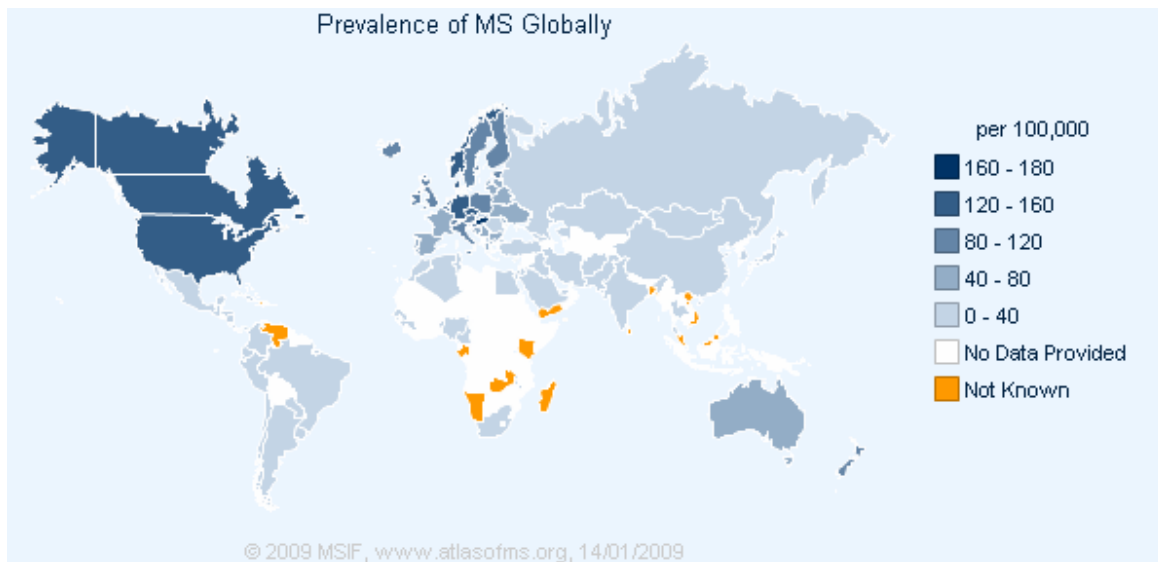 Prevalence of MS Globally
per 100,000
160 - 180
120 - 160
80 - 120
40 - 80
0 - 40
No Data Provided
Not Known
© 2009 MSIF, www.atlasofms.org, 14/01/2009